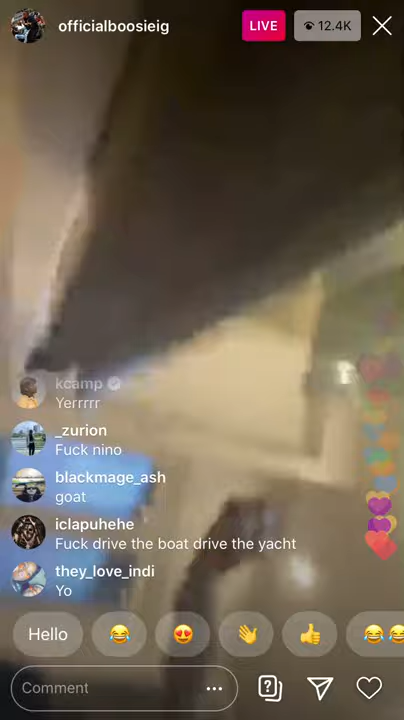 officialboosieig
LIVE
12.4K
kcamp
Yerrrrr
_zurion
Fuck nino
blackmage_ash
goat
iclapuhehe
Fuck drive the boat drive the yacht
they_love_indi
Yo
Hello
Comment